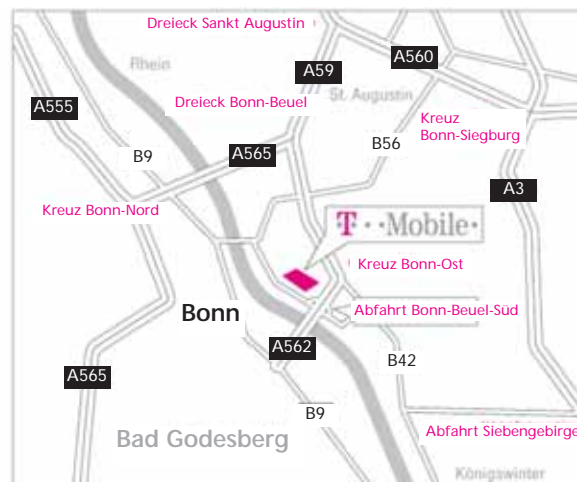 Dreieck Sankt Augustin
A560
Rhein
A59
St. Augustin
A555
Dreieck Bonn-Beuel
Kreuz
Bonn-Siegburg
B9
A565
B56
A3
Kreuz Bonn-Nord
T··Mobile·
Kreuz Bonn-Ost
Bonn
Abfahrt Bonn-Beuel-Süd
A562
B42
A565
B9
Bad Godesberg
Abfahrt Siebengebirge
Königswinter